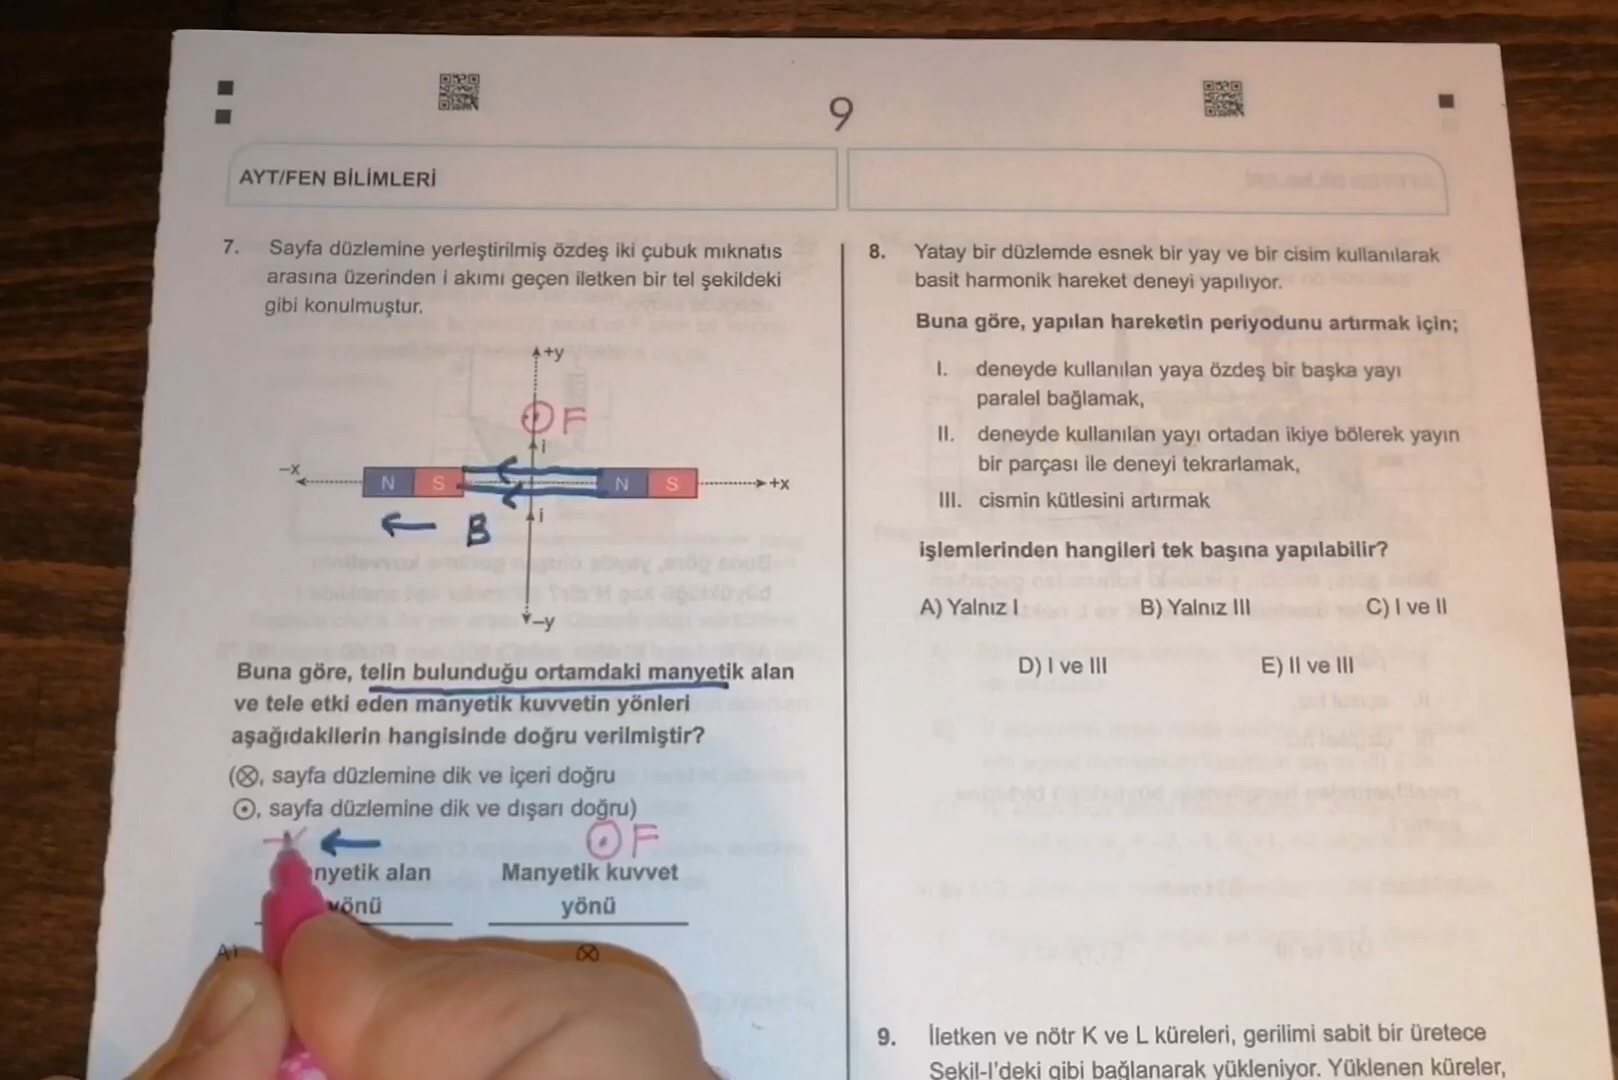 9
AYT/FEN BİLİMLERİ
7. Sayfa düzlemine yerleştirilmiş özdeş iki çubuk mıknatıs
arasına üzerinden i akımı geçen iletken bir tel şekildeki
gibi konulmuştur.
+y
F
i
-x
N S
N S
+x
B
i
-y
Buna göre, telin bulunduğu ortamdaki manyetik alan
ve tele etki eden manyetik kuvvetin yönleri
aşağıdakilerin hangisinde doğru verilmiştir?
(⊗, sayfa düzlemine dik ve içeri doğru
⊙, sayfa düzlemine dik ve dışarı doğru)
← ⊙ F
nyetik alan Manyetik kuvvet
yönü yönü
A) ⊗
8. Yatay bir düzlemde esnek bir yay ve bir cisim kullanılarak
basit harmonik hareket deneyi yapılıyor.
Buna göre, yapılan hareketin periyodunu artırmak için;
I. deneyde kullanılan yaya özdeş bir başka yayı
paralel bağlamak,
II. deneyde kullanılan yayı ortadan ikiye bölerek yayın
bir parçası ile deneyi tekrarlamak,
III. cismin kütlesini artırmak
işlemlerinden hangileri tek başına yapılabilir?
A) Yalnız I B) Yalnız III C) I ve II
D) I ve III E) II ve III
9. İletken ve nötr K ve L küreleri, gerilimi sabit bir üretece
Şekil-I'deki gibi bağlanarak yükleniyor. Yüklenen küreler,